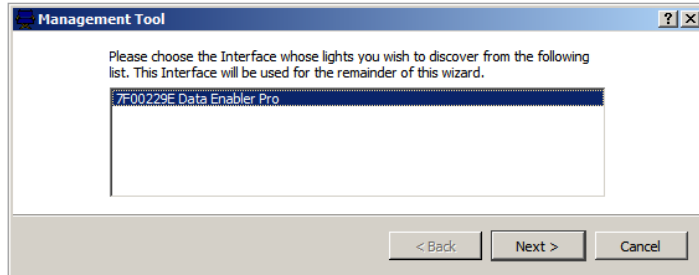 Management Tool
Please choose the Interface whose lights you wish to discover from the following
list. This Interface will be used for the remainder of this wizard.
7F00229E Data Enabler Pro
< Back
Next >
Cancel